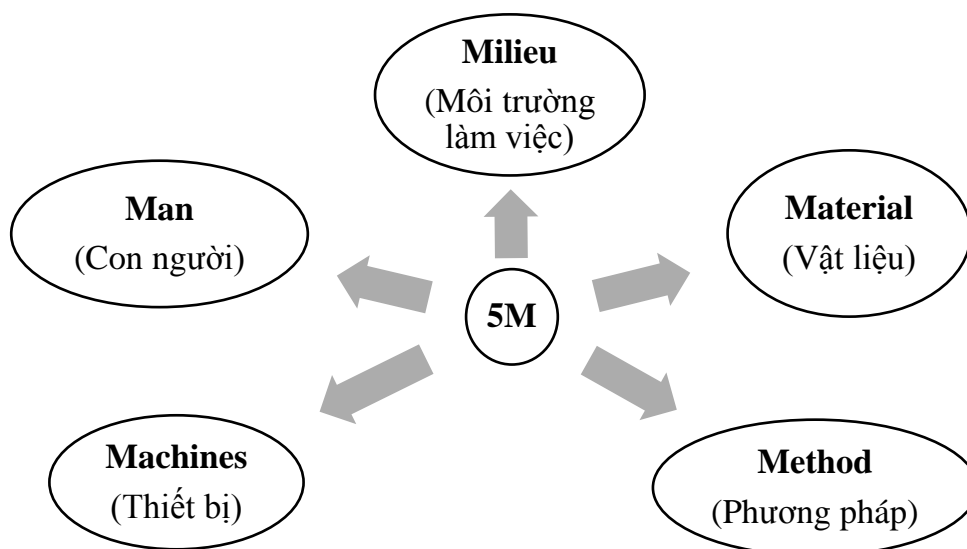 Milieu
(Môi trường
làm việc)
Man
(Con người)
Material
(Vật liệu)
5M
Machines
(Thiết bị)
Method
(Phương pháp)